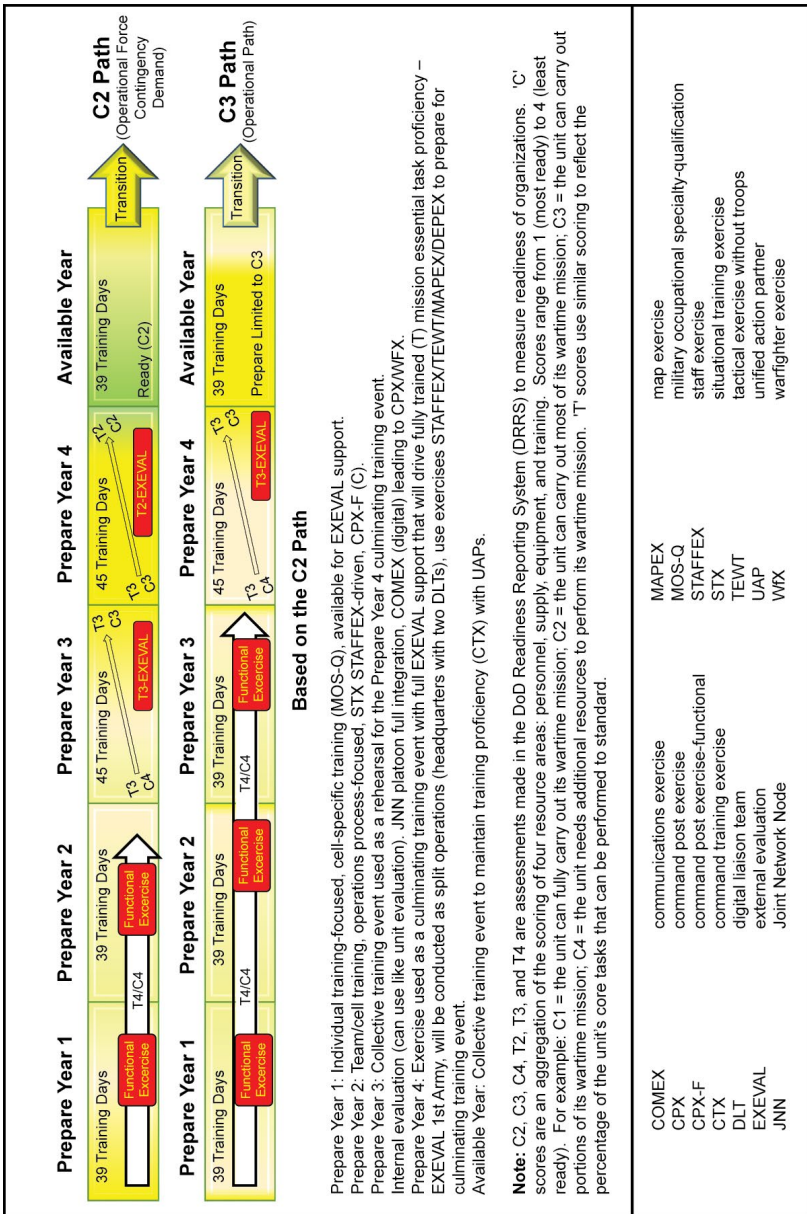 Prepare Year 1
Prepare Year 2
Prepare Year 3
Prepare Year 4
Available Year
39 Training Days
39 Training Days
45 Training Days
45 Training Days
39 Training Days
Functional
Excercise
T4/C4
Functional
Excercise
T3
C4
T3
C3
T3-EXEVAL
T3
C3
T2
C2
T2-EXEVAL
Ready (C2)
Transition
C2 Path
(Operational Force
Contingency
Demand)
Prepare Year 1
Prepare Year 2
Prepare Year 3
Prepare Year 4
Available Year
39 Training Days
39 Training Days
39 Training Days
45 Training Days
39 Training Days
Functional
Excercise
T4/C4
Functional
Excercise
T4/C4
Functional
Excercise
T3
C4
T3
C3
T3-EXEVAL
Prepare Limited to C3
Transition
C3 Path
(Operational Path)
Based on the C2 Path
Prepare Year 1: Individual training-focused, cell-specific training (MOS-Q), available for EXEVAL support.
Prepare Year 2: Team/cell training, operations process-focused, STX STAFFEX-driven, CPX-F (C).
Prepare Year 3: Collective training event used as a rehearsal for the Prepare Year 4 culminating training event.
Internal evaluation (can use like unit evaluation). JNN platoon full integration, COMEX (digital) leading to CPX/WFX.
Prepare Year 4: Exercise used as a culminating training event with full EXEVAL support that will drive fully trained (T) mission essential task proficiency –
EXEVAL 1st Army, will be conducted as split operations (headquarters with two DLTs), use exercises STAFFEX/TEWT/MAPEX/DEPEX to prepare for
culminating training event.
Available Year: Collective training event to maintain training proficiency (CTX) with UAPs.
Note: C2, C3, C4, T2, T3, and T4 are assessments made in the DoD Readiness Reporting System (DRRS) to measure readiness of organizations. 'C'
scores are an aggregation of the scoring of four resource areas: personnel, supply, equipment, and training. Scores range from 1 (most ready) to 4 (least
ready). For example: C1 = the unit can fully carry out its wartime mission; C2 = the unit can carry out most of its wartime mission; C3 = the unit can carry out
portions of its wartime mission; C4 = the unit needs additional resources to perform its wartime mission. 'T' scores use similar scoring to reflect the
percentage of the unit's core tasks that can be performed to standard.
COMEX communications exercise
CPX command post exercise
CPX-F command post exercise-functional
CTX command training exercise
DLT digital liaison team
EXEVAL external evaluation
JNN Joint Network Node
MAPEX map exercise
MOS-Q military occupational specialty-qualification
STAFFEX staff exercise
STX situational training exercise
TEWT tactical exercise without troops
UAP unified action partner
WfX warfighter exercise